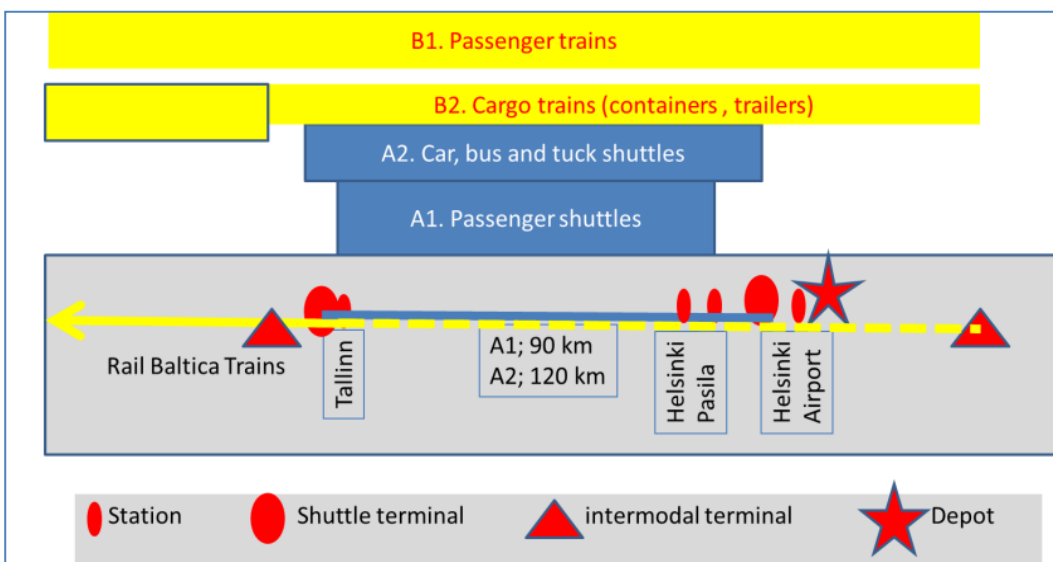 B1. Passenger trains
B2. Cargo trains (containers , trailers)
A2. Car, bus and tuck shuttles
A1. Passenger shuttles
Rail Baltica Trains
Tallinn
A1; 90 km
A2; 120 km
Helsinki
Pasila
Helsinki
Airport
Station
Shuttle terminal
intermodal terminal
Depot